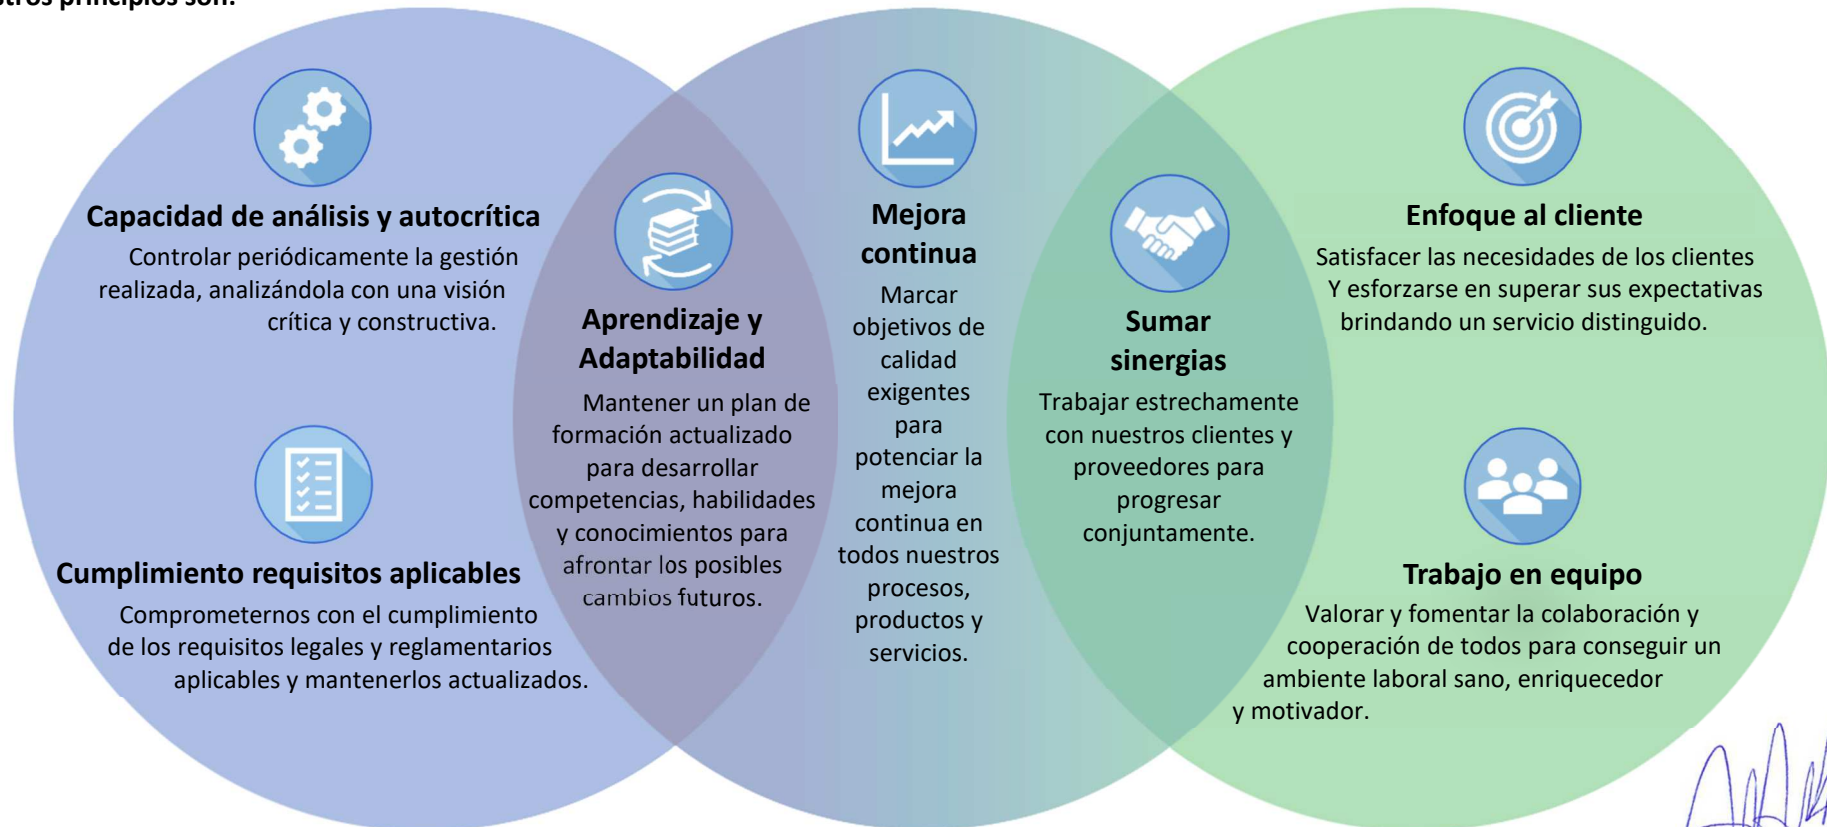 principios son:
Capacidad de análisis y autocrítica
Controlar periódicamente la gestión
realizada, analizándola con una visión
crítica y constructiva.
Cumplimiento requisitos aplicables
Comprometernos con el cumplimiento
de los requisitos legales y reglamentarios
aplicables y mantenerlos actualizados.
Aprendizaje y
Adaptabilidad
Mantener un plan de
formación actualizado
para desarrollar
competencias, habilidades
y conocimientos para
afrontar los posibles
cambios futuros.
Mejora
continua
Marcar
objetivos de
calidad
exigentes
para
potenciar la
mejora
continua en
todos nuestros
procesos,
productos y
servicios.
Sumar
sinergias
Trabajar estrechamente
con nuestros clientes y
proveedores para
progresar
conjuntamente.
Enfoque al cliente
Satisfacer las necesidades de los clientes
Y esforzarse en superar sus expectativas
brindando un servicio distinguido.
Trabajo en equipo
Valorar y fomentar la colaboración y
cooperación de todos para conseguir un
ambiente laboral sano, enriquecedor
y motivador.